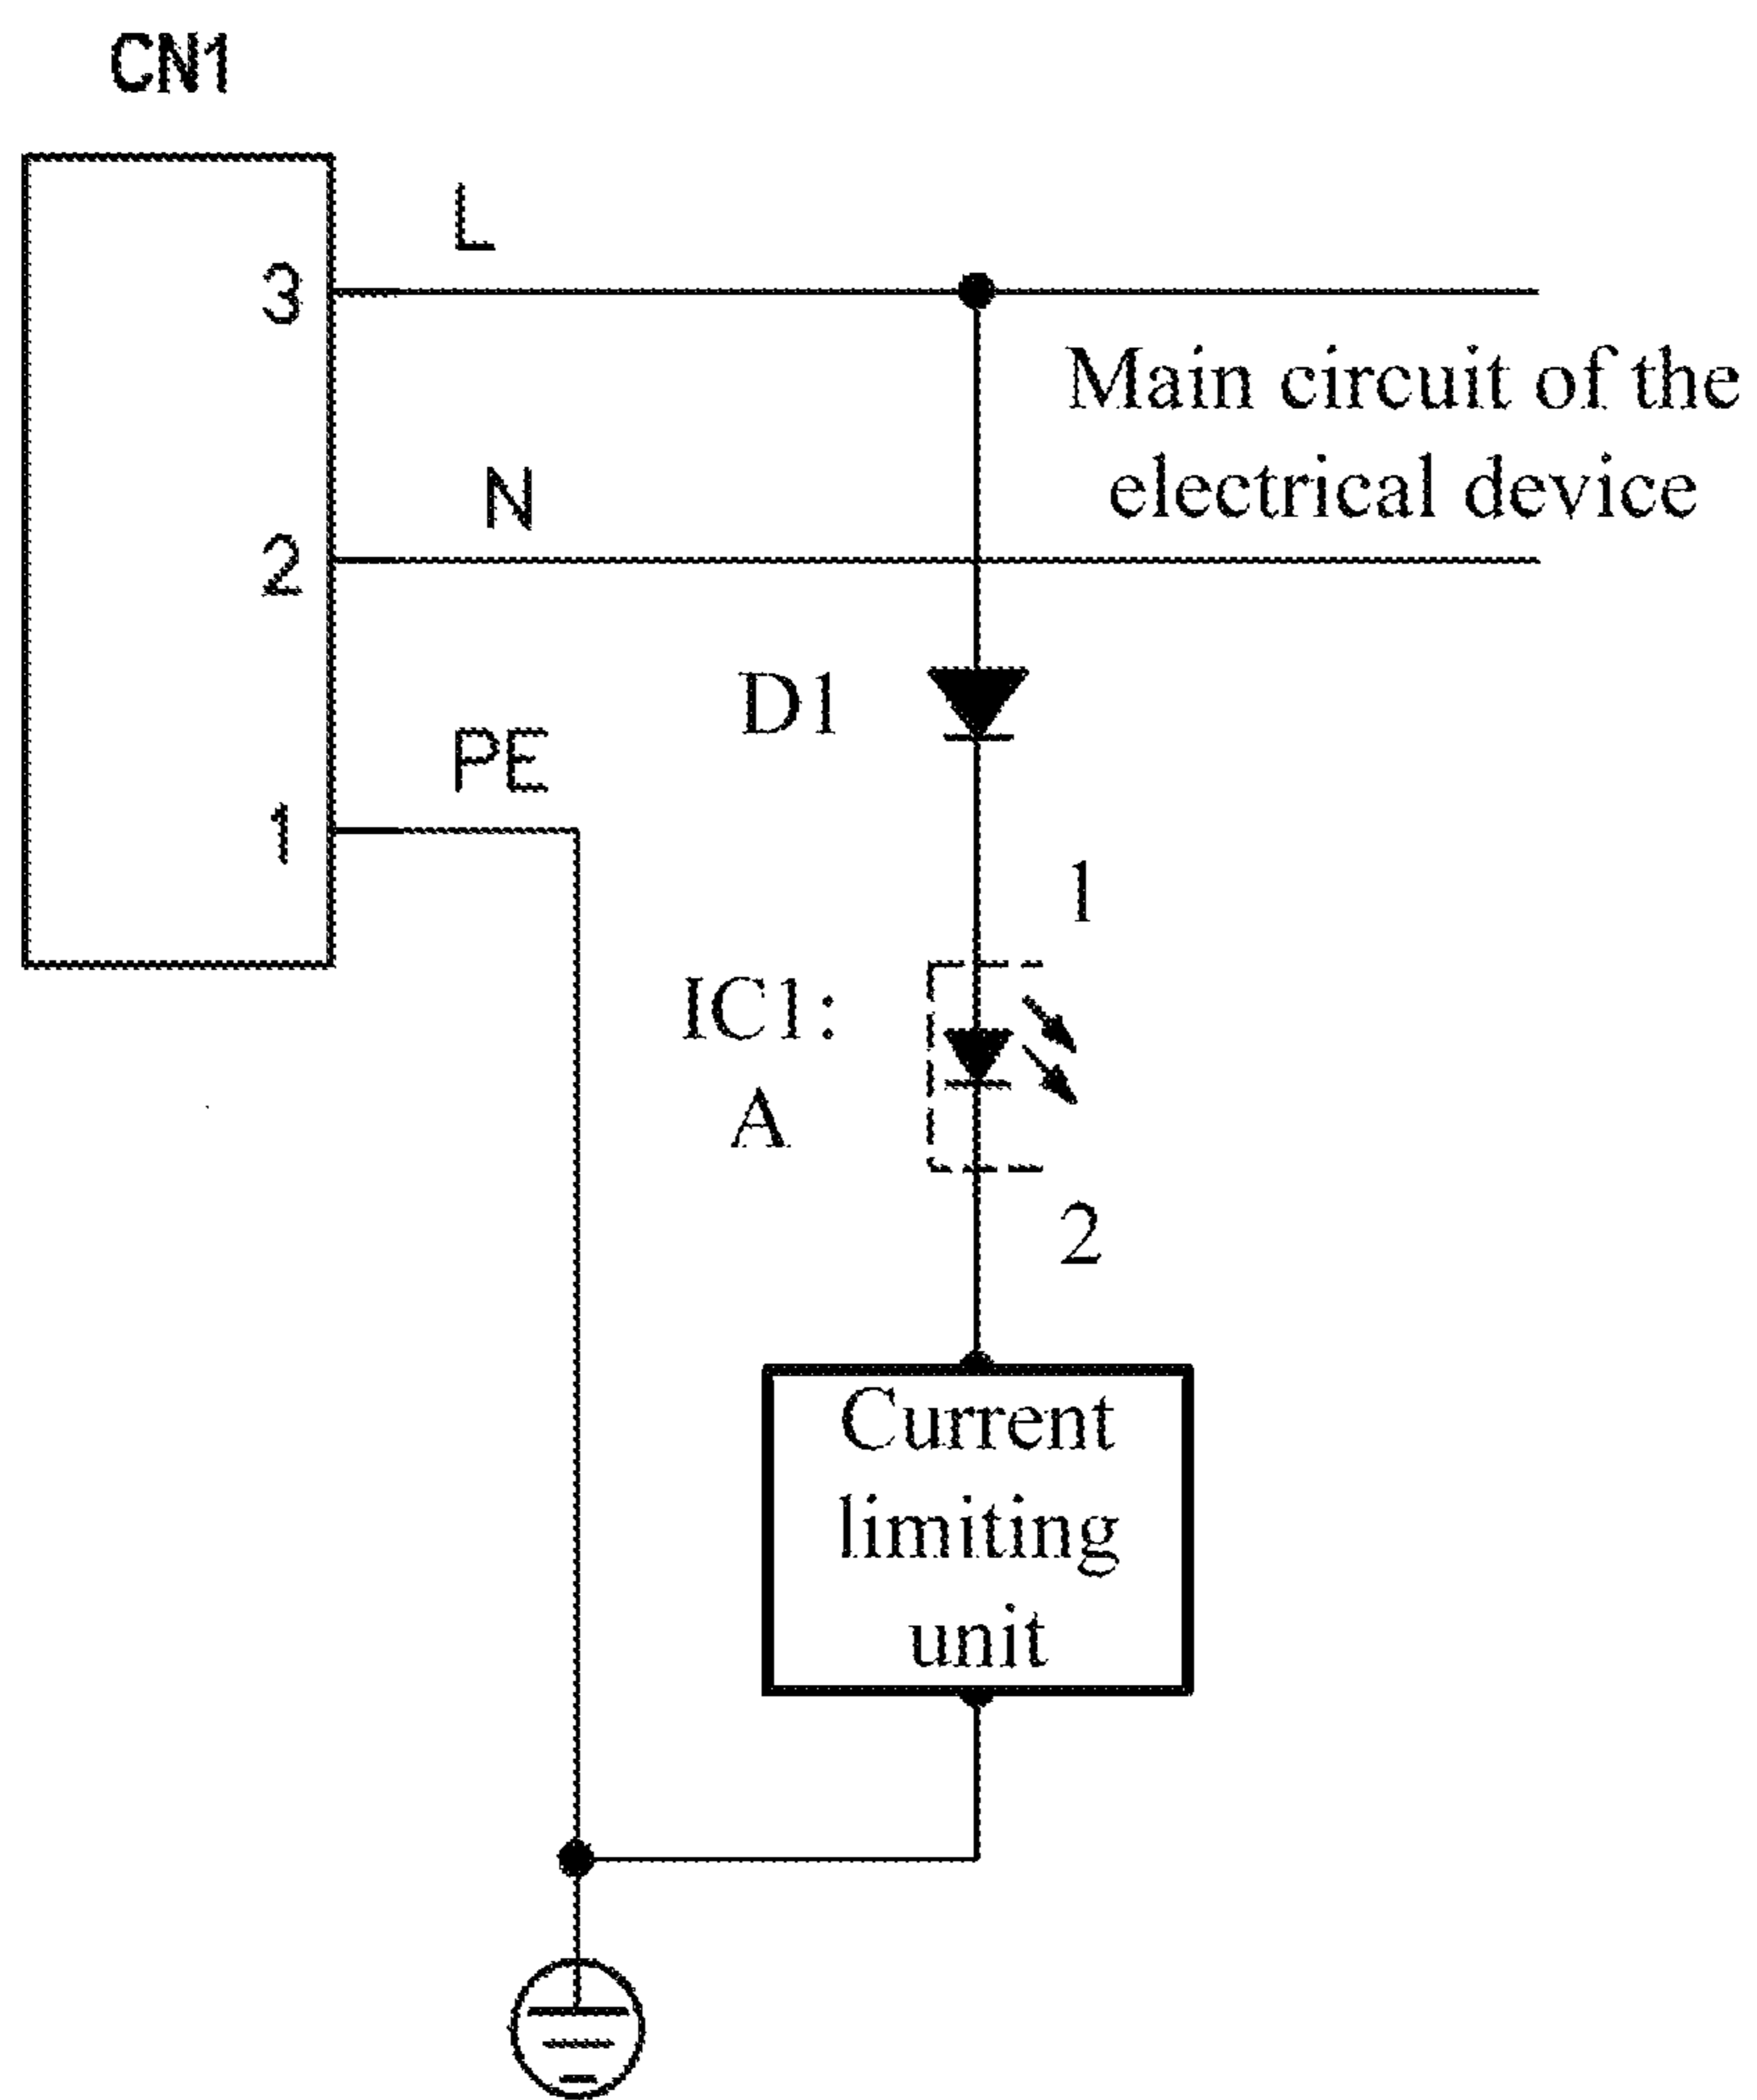 CN1
L
3
Main circuit of the
electrical device
N
2
D1
PE
1
1
IC1:
A
2
Current
limiting
unit